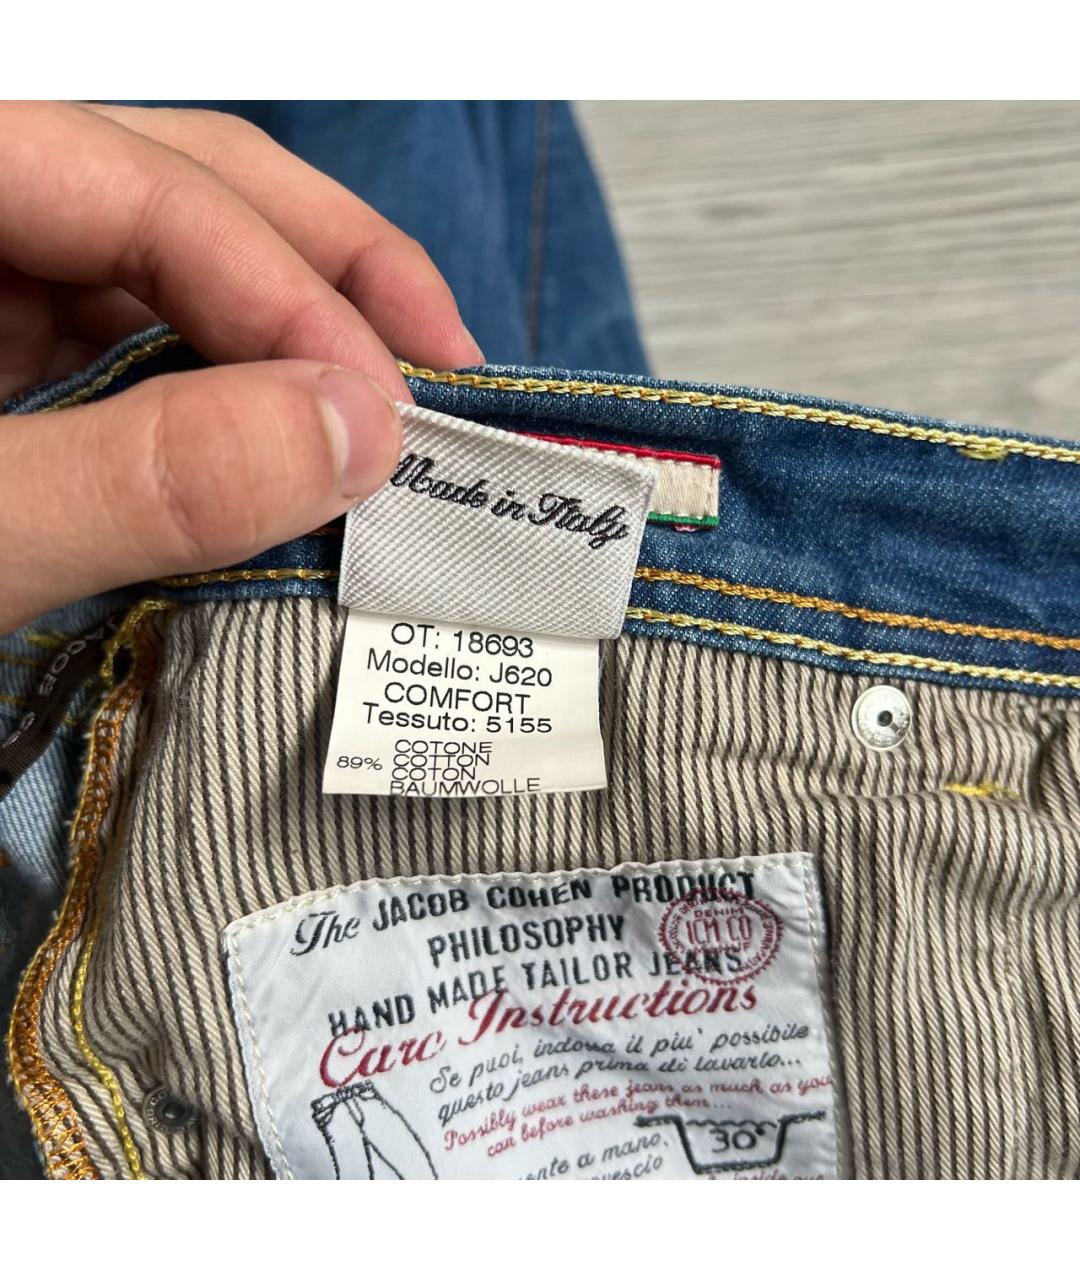 Made in Italy
OT: 18693
Modello: J620
COMFORT
Tessuto: 5155
COTONE
89% COTTON
COTON
BAUMWOLLE
The JACOB COHEN PRODUCT
PHILOSOPHY
HAND MADE TAILOR JEANS
DENIM
Care Instructions
Se puoi, indossa il piu' possibile
questo jeans prima di lavarlo...
Possibly wear these jeans as much as you
can before washing them...
a mano.
30°